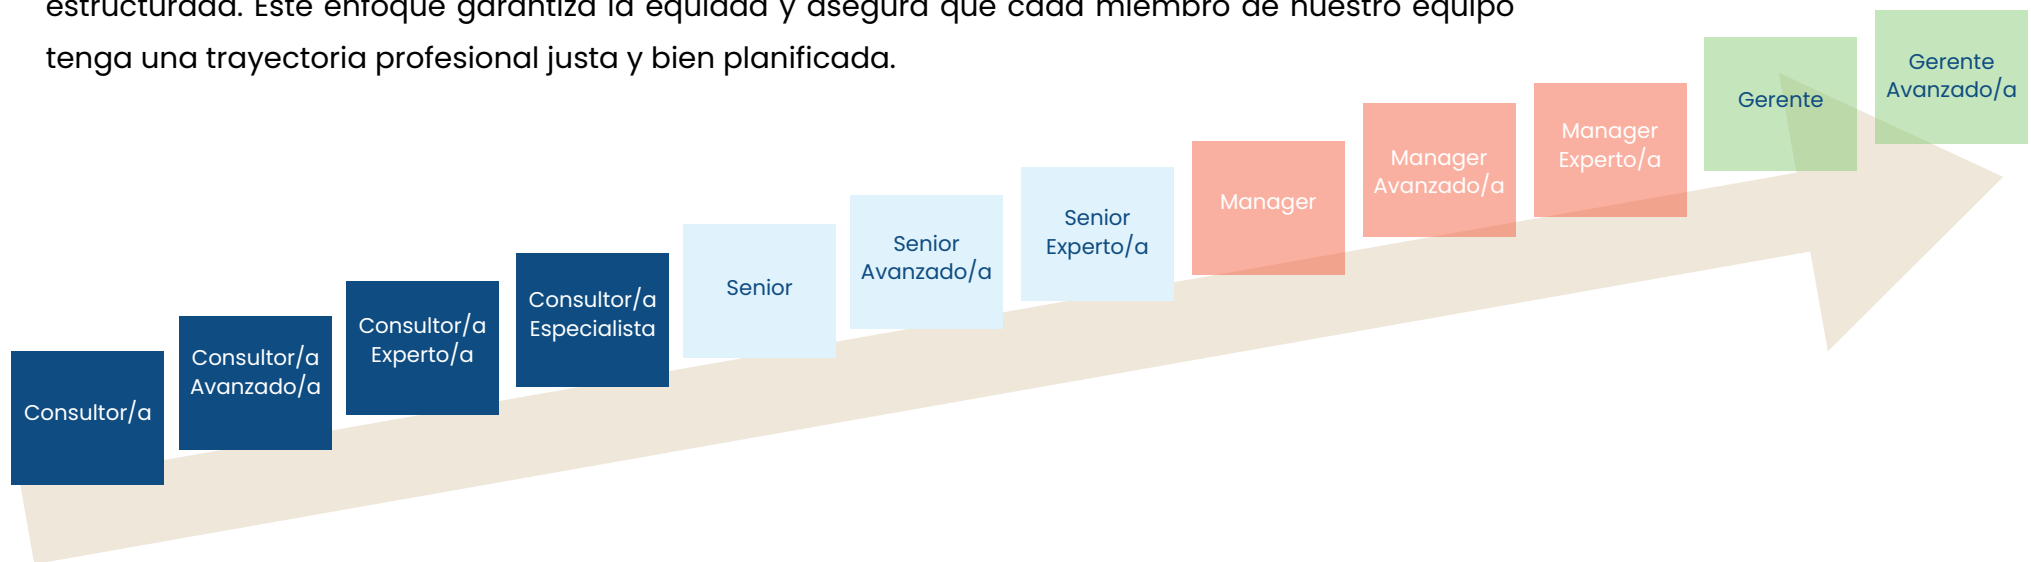 estructurada. Este enfoque garantiza la equidad y asegura que cada miembro de nuestro equipo
tenga una trayectoria profesional justa y bien planificada.
Consultor/a
Consultor/a
Avanzado/a
Consultor/a
Experto/a
Consultor/a
Especialista
Senior
Senior
Avanzado/a
Senior
Experto/a
Manager
Manager
Avanzado/a
Manager
Experto/a
Gerente
Gerente
Avanzado/a